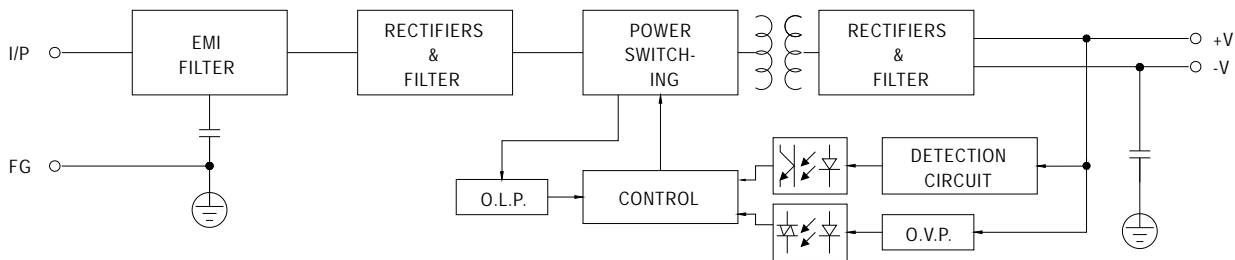 I/P
EMI
FILTER
RECTIFIERS
&
FILTER
POWER
SWITCH-
ING
RECTIFIERS
&
FILTER
+V
-V
FG
O.L.P.
CONTROL
DETECTION
CIRCUIT
O.V.P.